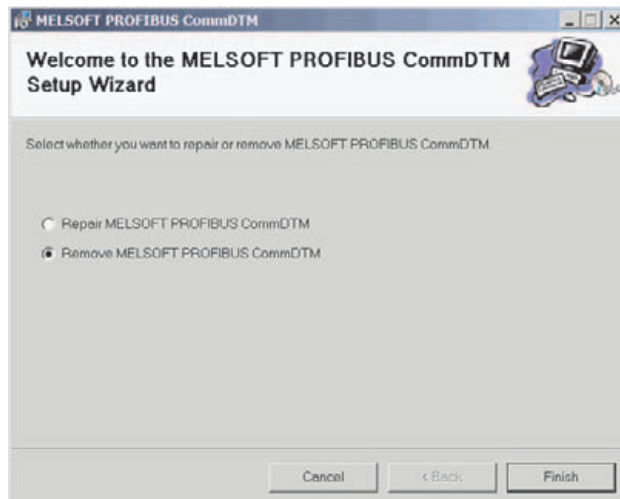 MELSOFT PROFIBUS CommDTM
Welcome to the MELSOFT PROFIBUS CommDTM
Setup Wizard
Select whether you want to repair or remove MELSOFT PROFIBUS CommDTM.
Repair MELSOFT PROFIBUS CommDTM
Remove MELSOFT PROFIBUS CommDTM
Cancel
< Back
Finish